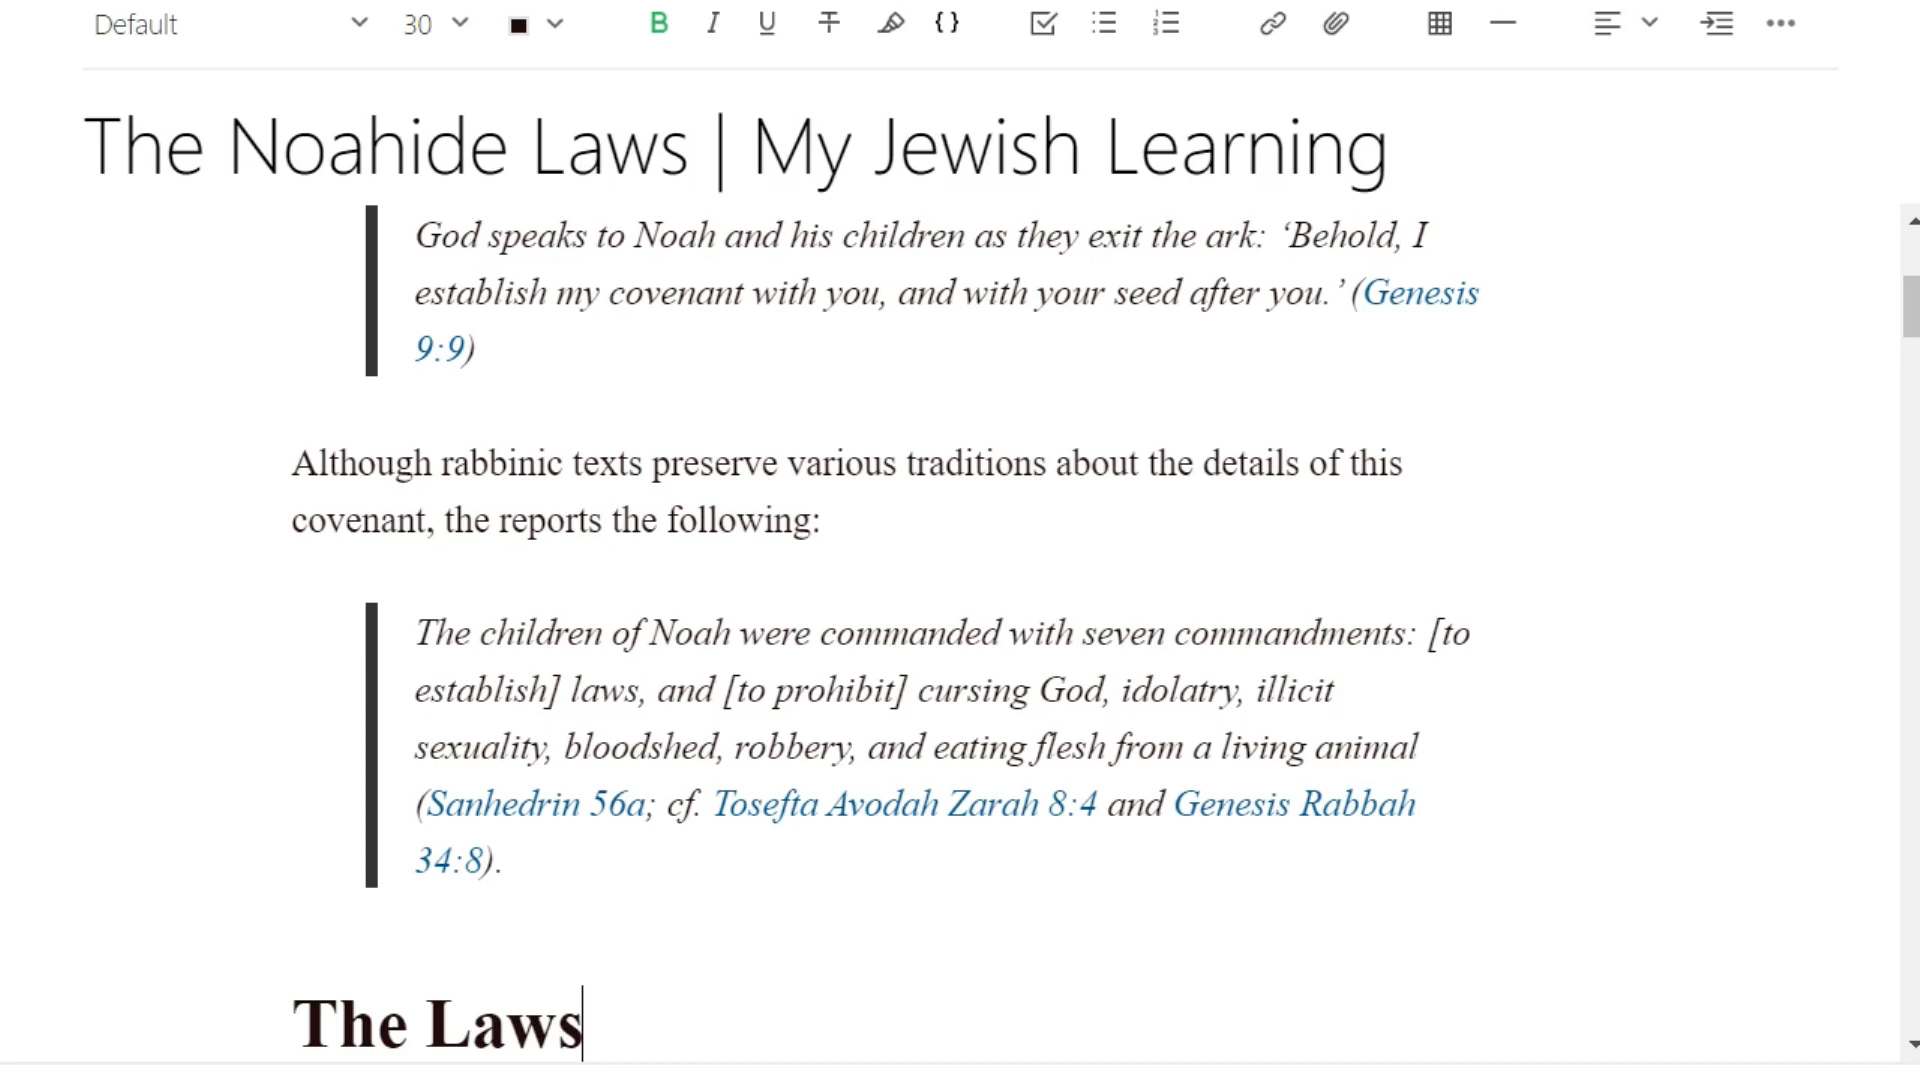 Default 30 B I U T {}
The Noahide Laws | My Jewish Learning
God speaks to Noah and his children as they exit the ark: ‘Behold, I
establish my covenant with you, and with your seed after you.’ (Genesis
9:9)
Although rabbinic texts preserve various traditions about the details of this
covenant, the reports the following:
The children of Noah were commanded with seven commandments: [to
establish] laws, and [to prohibit] cursing God, idolatry, illicit
sexuality, bloodshed, robbery, and eating flesh from a living animal
(Sanhedrin 56a; cf. Tosefta Avodah Zarah 8:4 and Genesis Rabbah
34:8).
The Laws